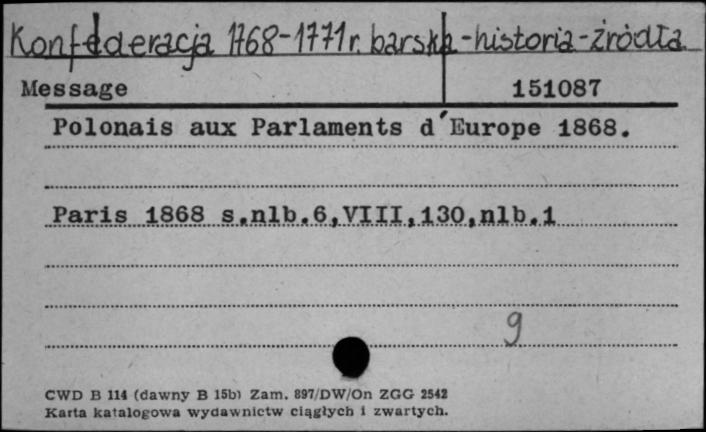 Konfederacja 1768-1771 r. barska - historia - źródła
Message 151087
Polonais aux Parlaments d'Europe 1868.
Paris 1868 s.nlb.6,VIII,130,nlb.1
9
CWD B 114 (dawny B 15b) Zam. 897/DW/On ZGG 2542
Karta katalogowa wydawnictw ciągłych i zwartych.